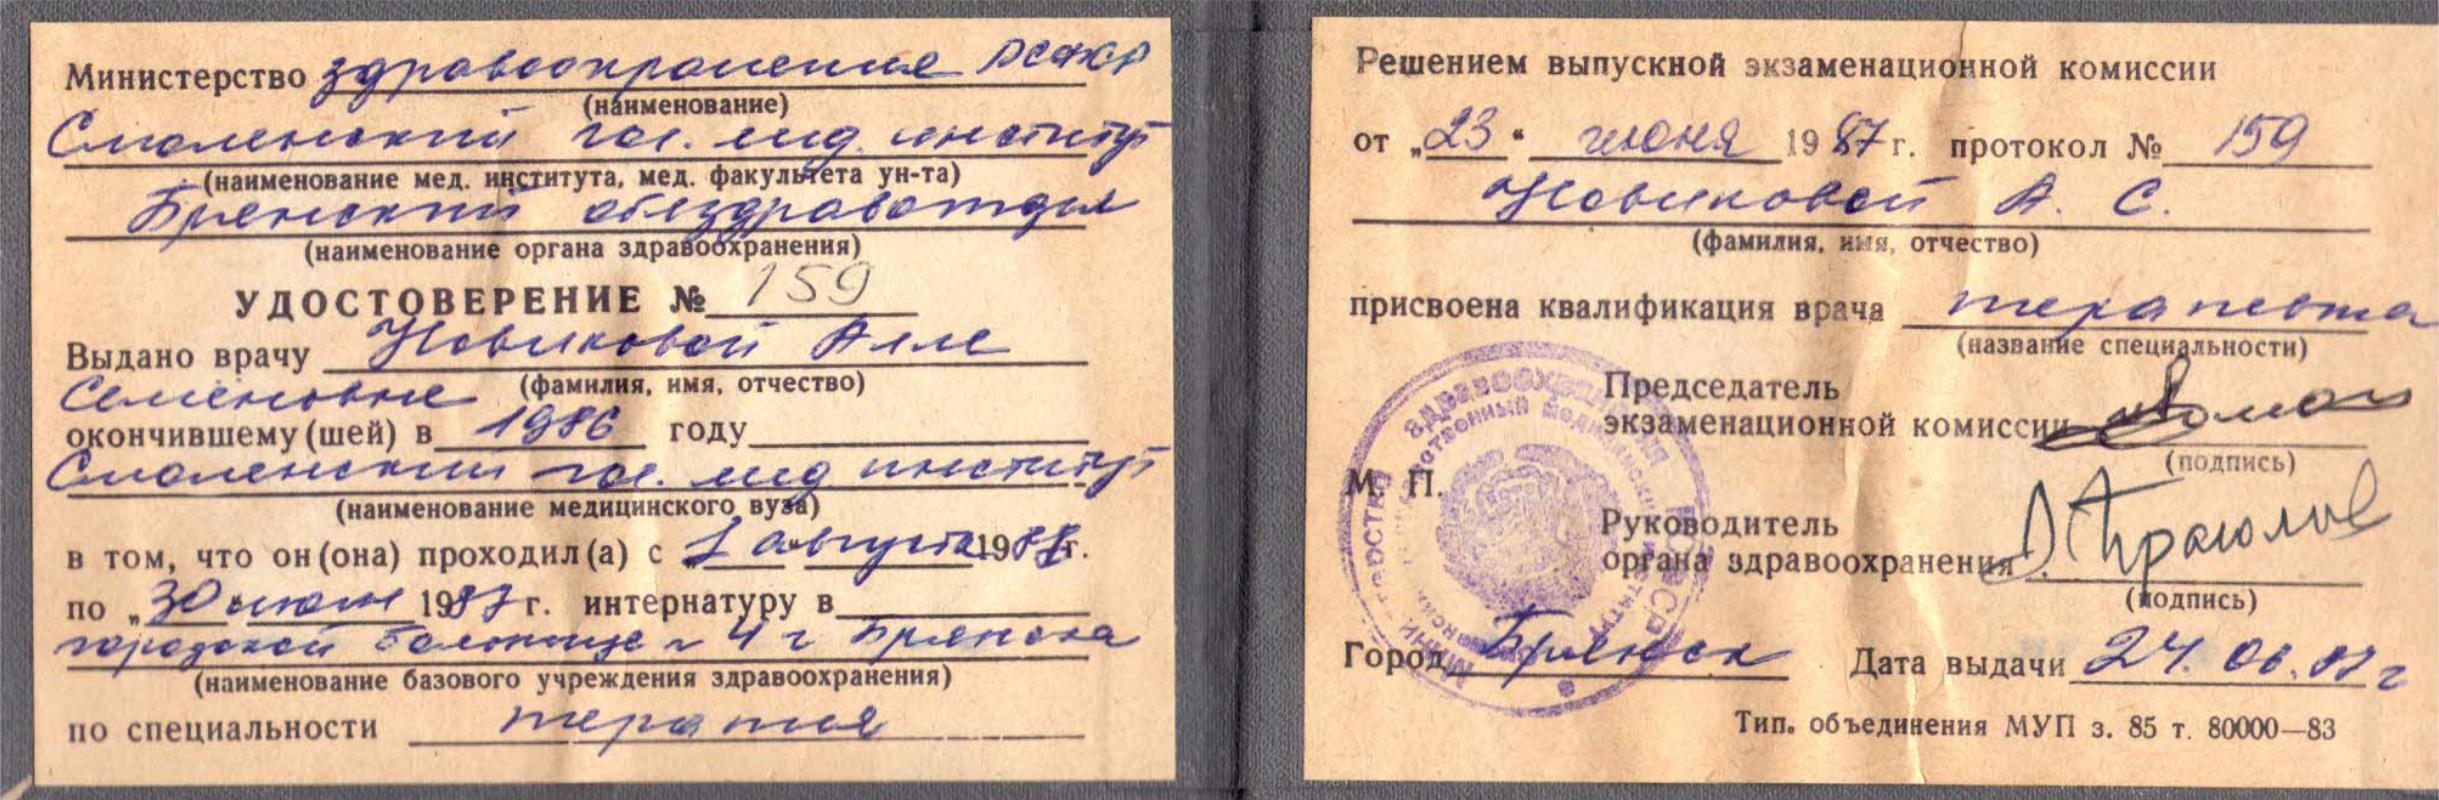 Министерство здравоохранения РСФСР
(наименование)
Смоленский гос. мед. институт
(наименование мед. института, мед. факультета ун-та)
Брянский облздравотдел
(наименование органа здравоохранения)
УДОСТОВЕРЕНИЕ № 159
Выдано врачу Новиковой Алле
Семеновне (фамилия, имя, отчество)
окончившему (шей) в 1986 году
Смоленский гос. мед институт
(наименование медицинского вуза)
в том, что он (она) проходил (а) с „1 августа 198 г.
по „30 июня 1987 г. интернатуру в
городской больнице № 4 г Брянска
(наименование базового учреждения здравоохранения)
по специальности терапия
Решением выпускной экзаменационной комиссии
от „23“ июня 1987 г. протокол № 159
Новиковой А. С.
(фамилия, имя, отчество)
присвоена квалификация врача терапевта
(название специальности)
Председатель
экзаменационной комиссии
(подпись)
М. П.
Руководитель
органа здравоохранения
(подпись)
Город Брянск Дата выдачи 24. 06. 87 г
Тип. объединения МУП з. 85 т. 80000—83